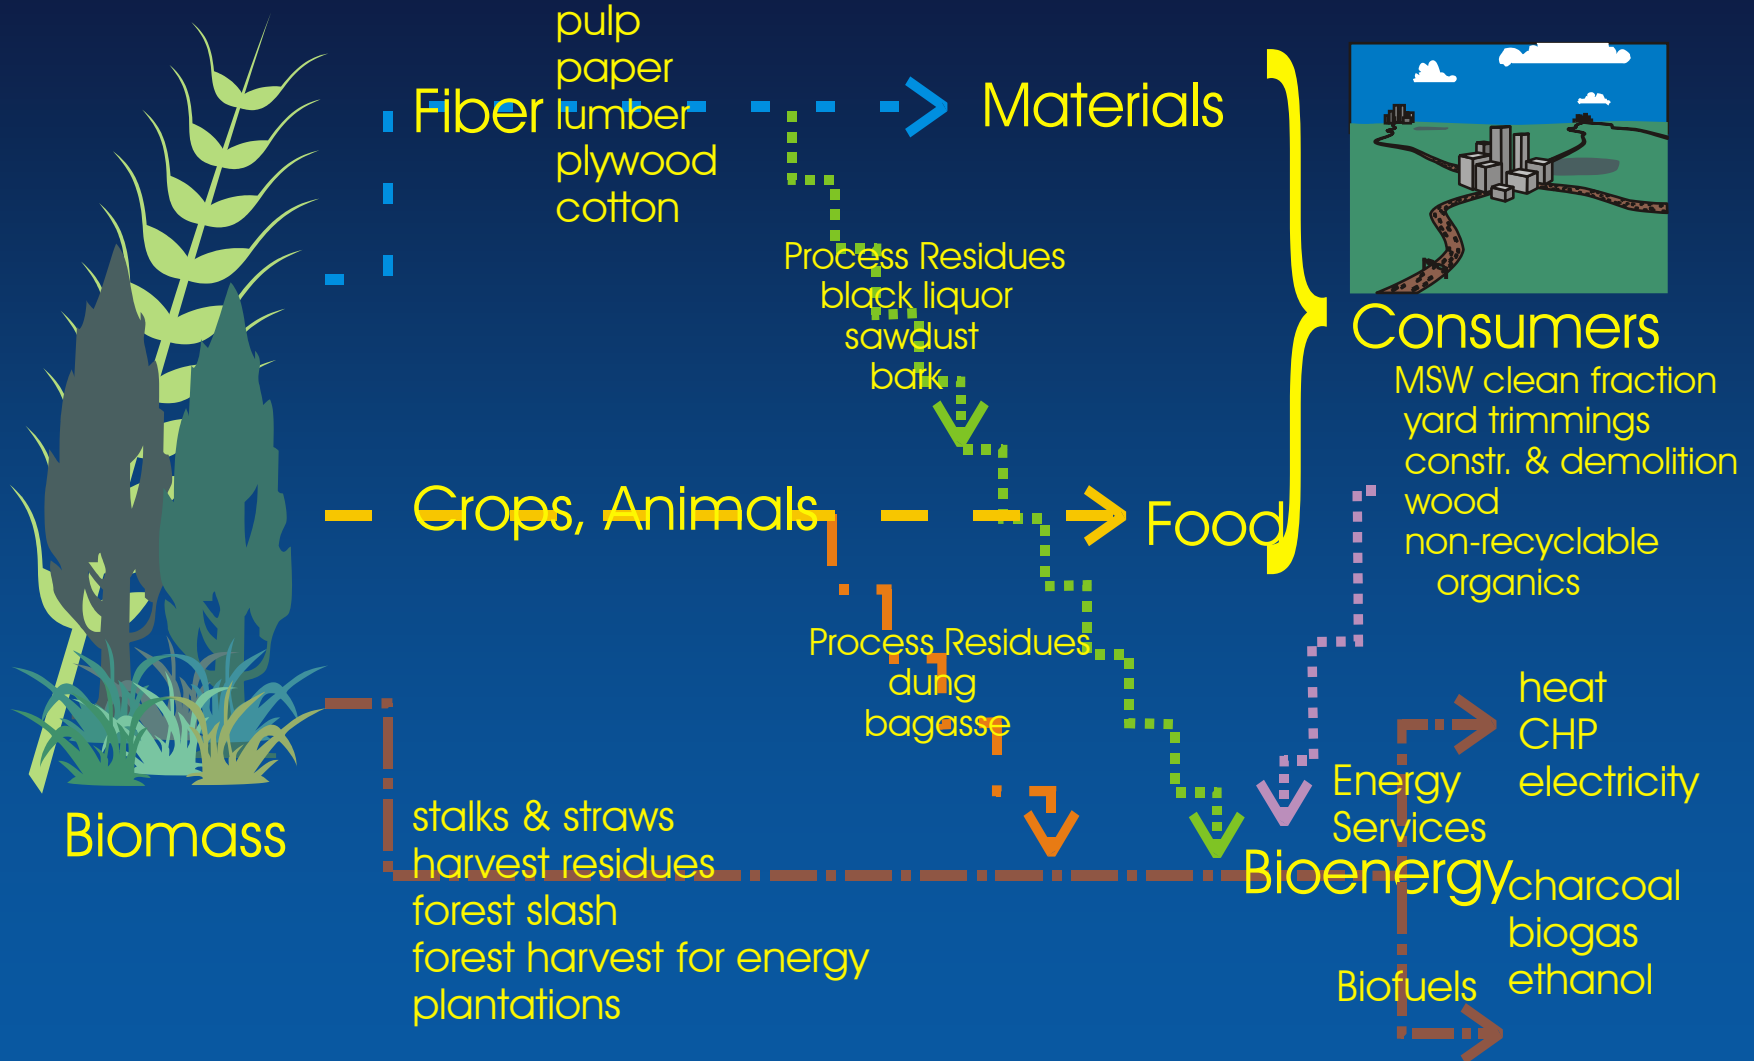 pulp
paper
Fiber
lumber
plywood
cotton
Materials
Process Residues
black liquor
sawdust
bark
Consumers
MSW clean fraction
yard trimmings
constr. & demolition
wood
non-recyclable
organics
Crops, Animals
Food
Process Residues
dung
bagasse
Biomass
stalks & straws
harvest residues
forest slash
forest harvest for energy
plantations
Energy
Services
Bioenergy
heat
CHP
electricity
charcoal
biogas
ethanol
Biofuels